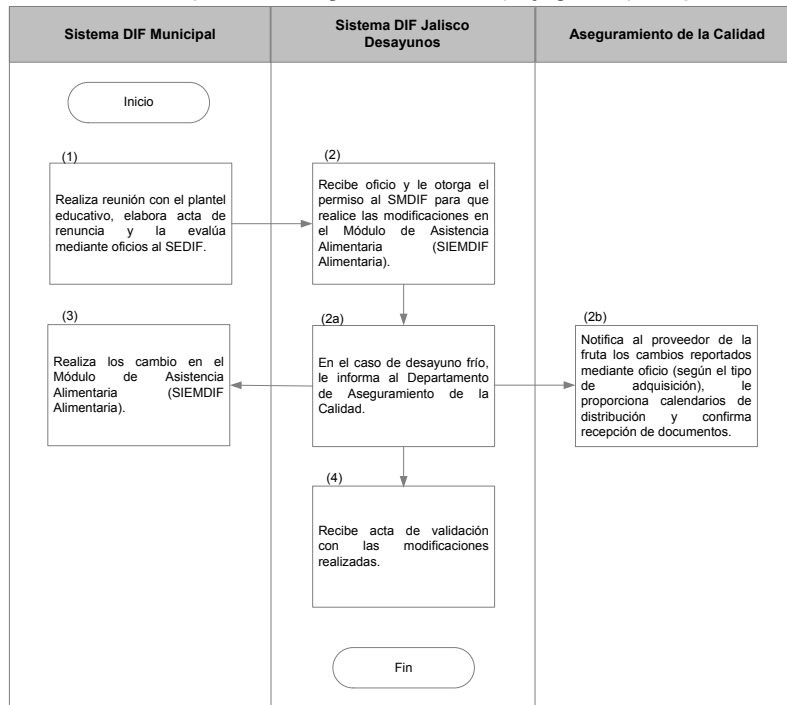 Sistema DIF Municipal
Sistema DIF Jalisco
Desayunos
Aseguramiento de la Calidad
Inicio
(1)
Realiza reunión con el plantel
educativo, elabora acta de
renuncia y la evalúa
mediante oficios al SEDIF.
(2)
Recibe oficio y le otorga el
permiso al SMDIF para que
realice las modificaciones en
el Módulo de Asistencia
Alimentaria (SIEMDIF
Alimentaria).
(3)
Realiza los cambio en el
Módulo de Asistencia
Alimentaria (SIEMDIF
Alimentaria).
(2a)
En el caso de desayuno frío,
le informa al Departamento
de Aseguramiento de la
Calidad.
(2b)
Notifica al proveedor de la
fruta los cambios reportados
mediante oficio (según el tipo
de adquisición), le
proporciona calendarios de
distribución y confirma
recepción de documentos.
(4)
Recibe acta de validación
con las modificaciones
realizadas.
Fin